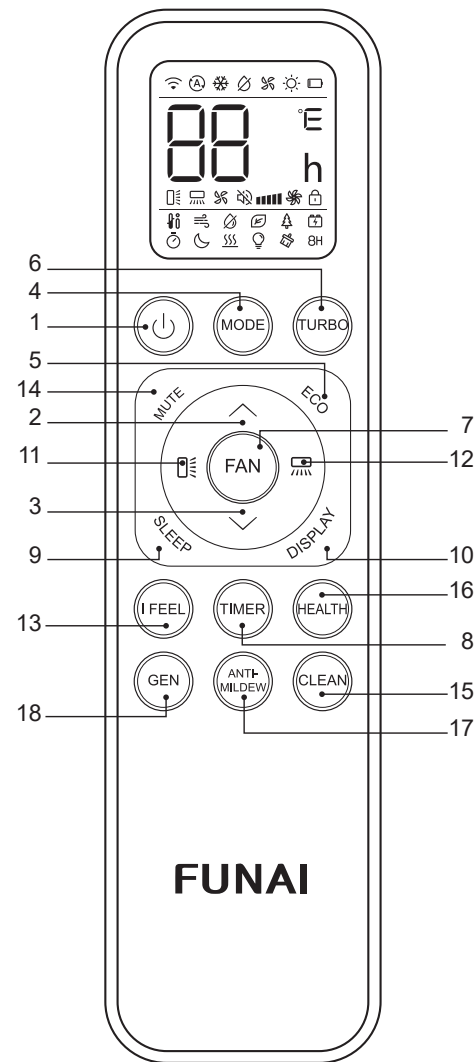 88 °E
h
8H
6
4 MODE TURBO
1
5
14 MUTE ECO
2
7
11 FAN 12
3
SLEEP DISPLAY
9 10
16
I FEEL TIMER HEALTH
13 8
GEN ANTI-MILDEW CLEAN
15
18 17
FUNAI